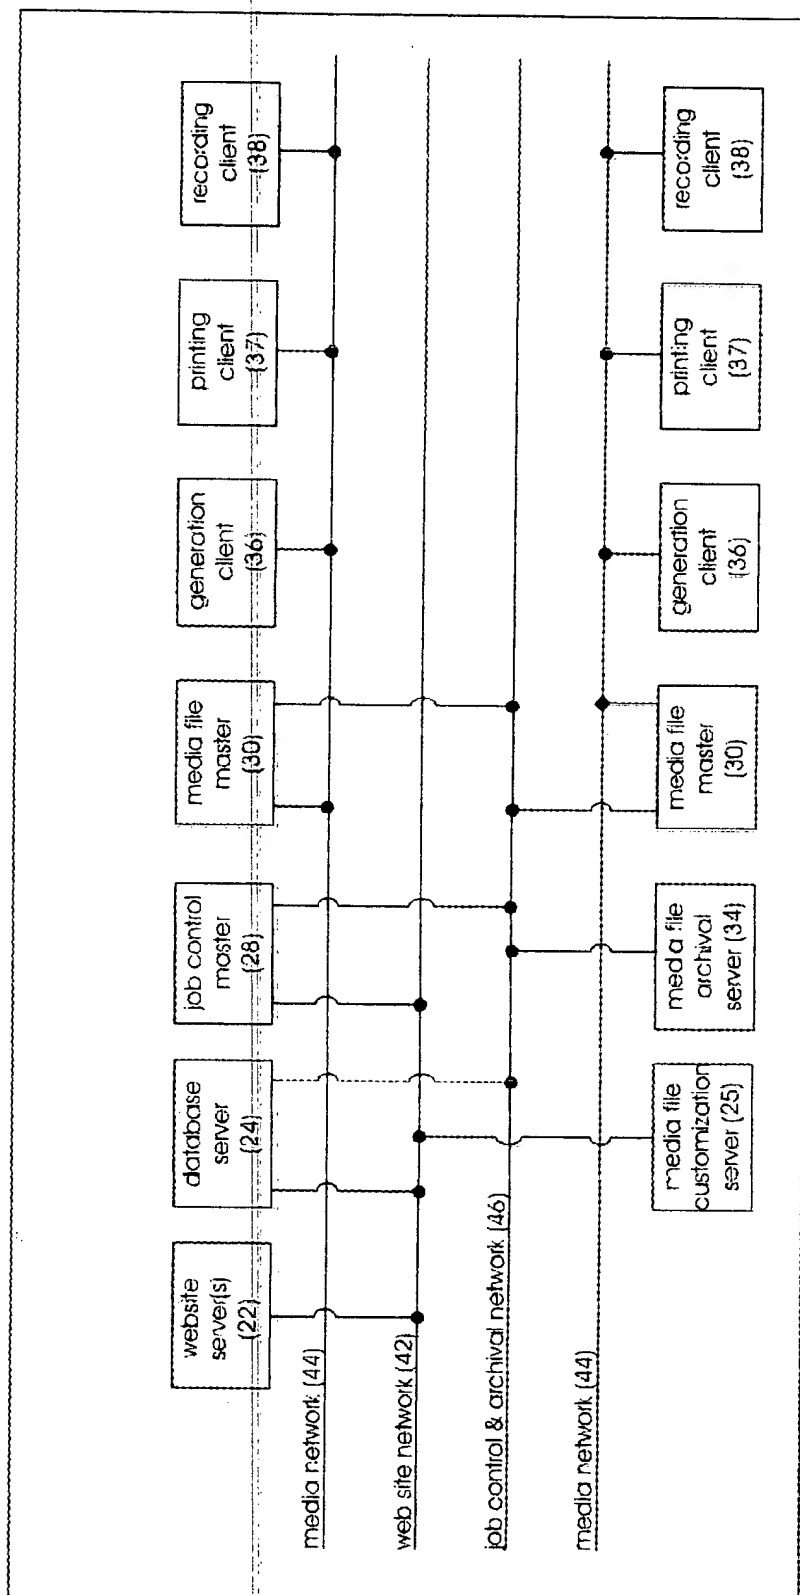 website
server(s)
(22)
database
server
(24)
job control
master
(28)
media file
master
(30)
generation
client
(36)
printing
client
(37)
recording
client
(38)
media network (44)
web site network (42)
job control & archival network (46)
media network (44)
media file
customization
server (25)
media file
archival
server (34)
media file
master
(30)
generation
client
(36)
printing
client
(37)
recording
client
(38)